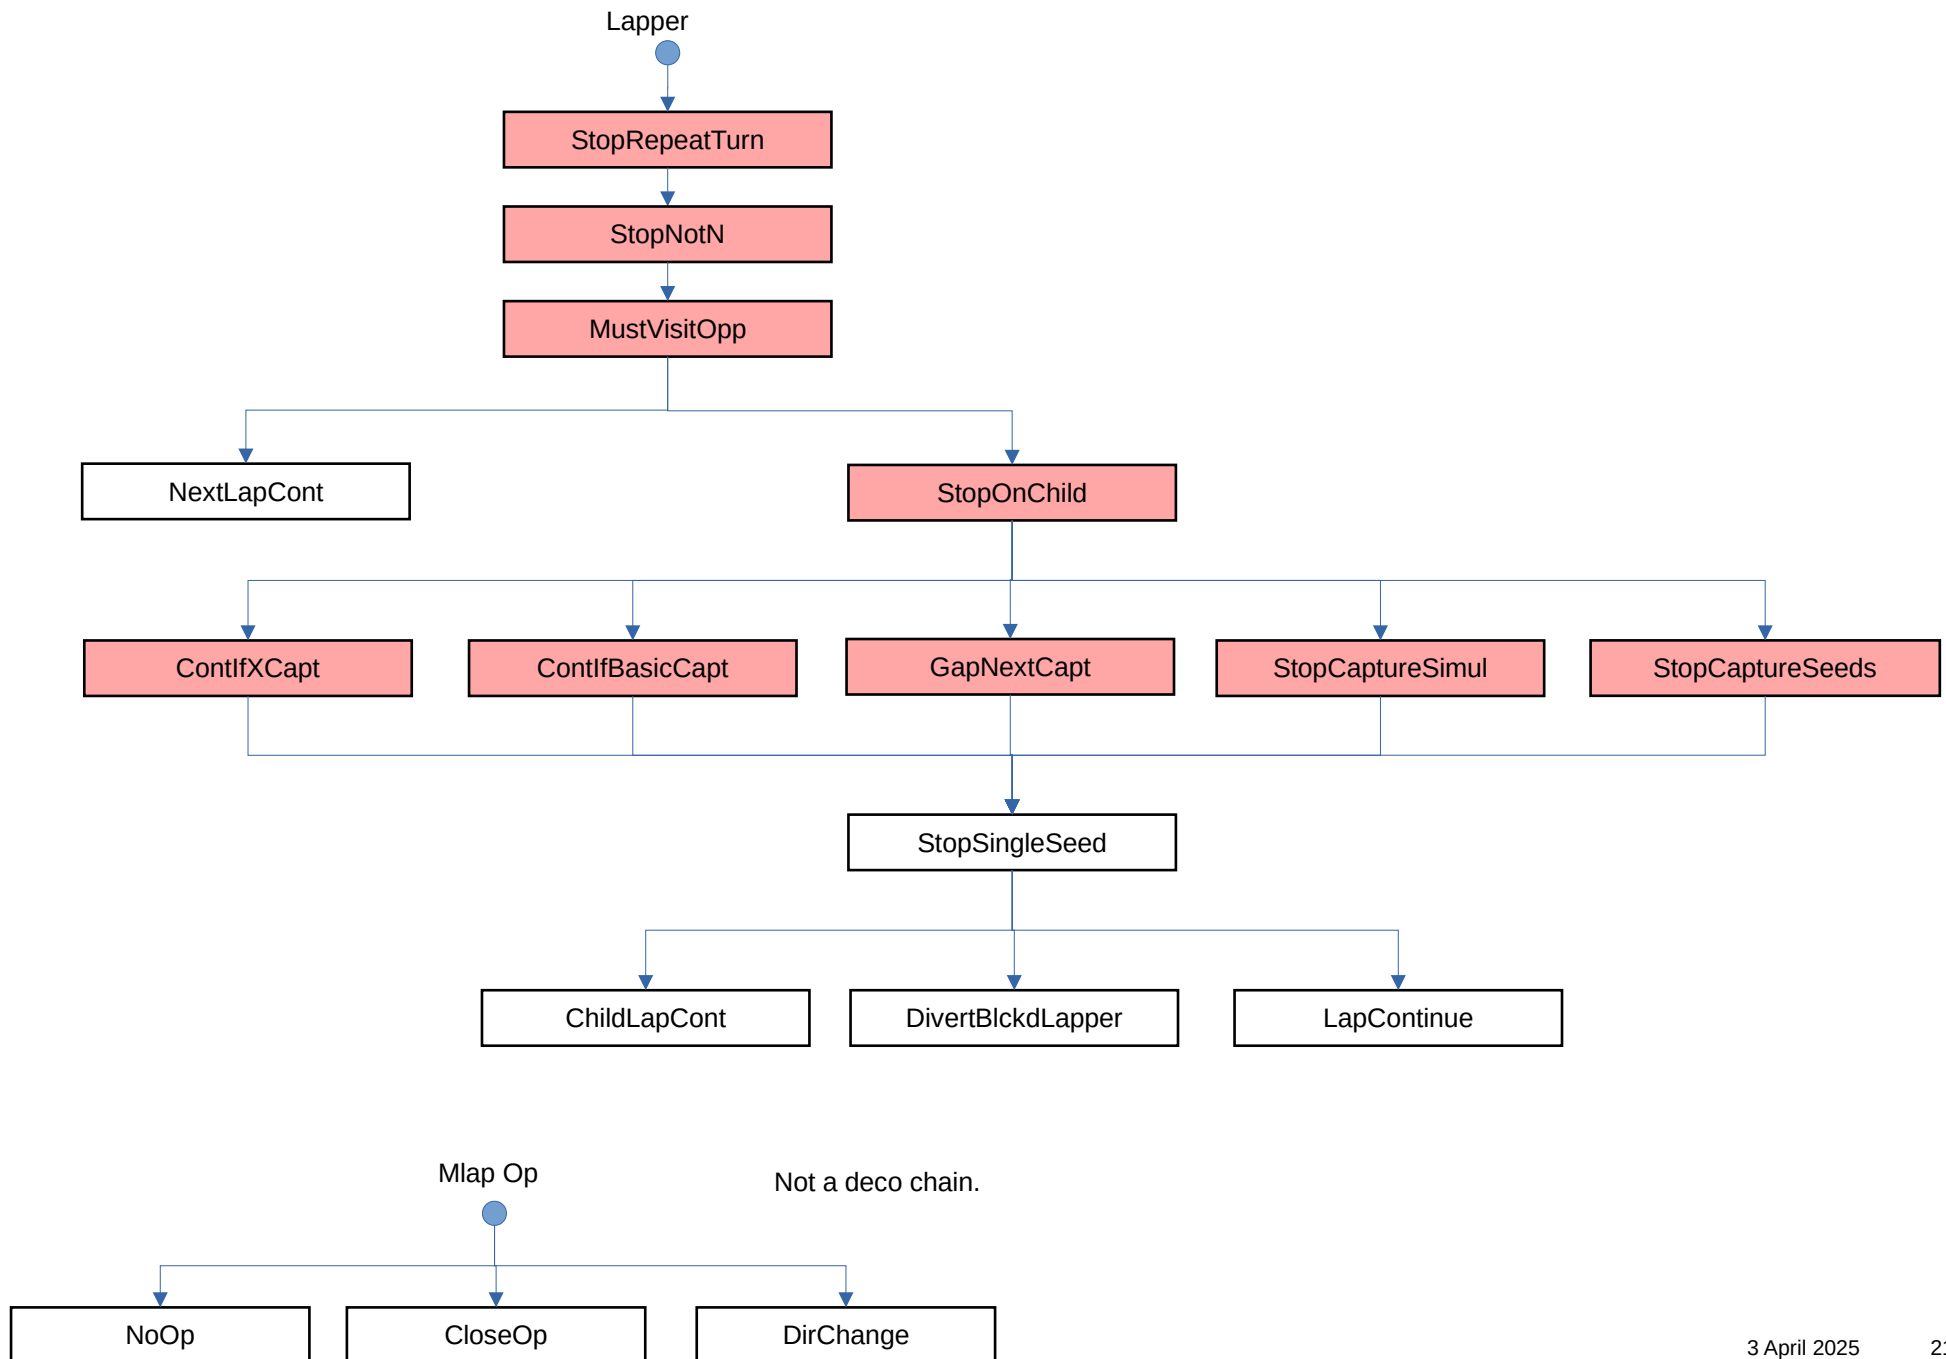 Lapper
StopRepeatTurn
StopNotN
MustVisitOpp
NextLapCont
StopOnChild
ContIfXCapt
ContIfBasicCapt
GapNextCapt
StopCaptureSimul
StopCaptureSeeds
StopSingleSeed
ChildLapCont
DivertBlckdLapper
LapContinue
Mlap Op
Not a deco chain.
NoOp
CloseOp
DirChange
3 April 2025